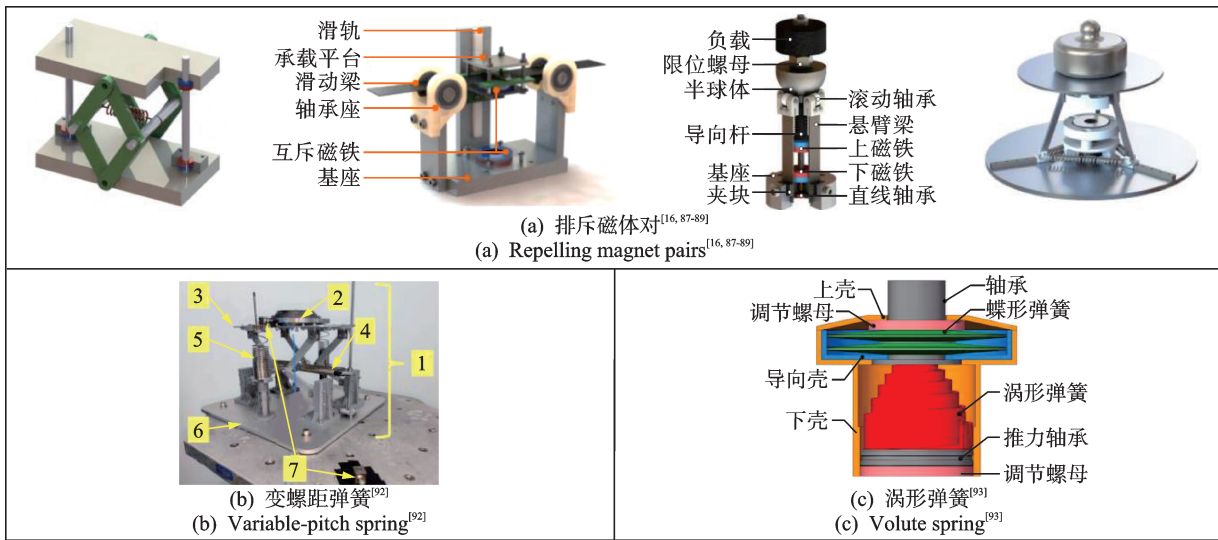 滑轨
承载平台
滑动梁
轴承座
互斥磁铁
基座
负载
限位螺母
半球体
滚动轴承
导向杆
悬臂梁
上磁铁
基座
下磁铁
夹块
直线轴承
(a) 排斥磁体对[16, 87-89]
(a) Repelling magnet pairs[16, 87-89]
3
2
5
4
1
6
7
(b) 变螺距弹簧[92]
(b) Variable-pitch spring[92]
上壳
轴承
调节螺母
蝶形弹簧
导向壳
涡形弹簧
下壳
推力轴承
调节螺母
(c) 涡形弹簧[93]
(c) Volute spring[93]